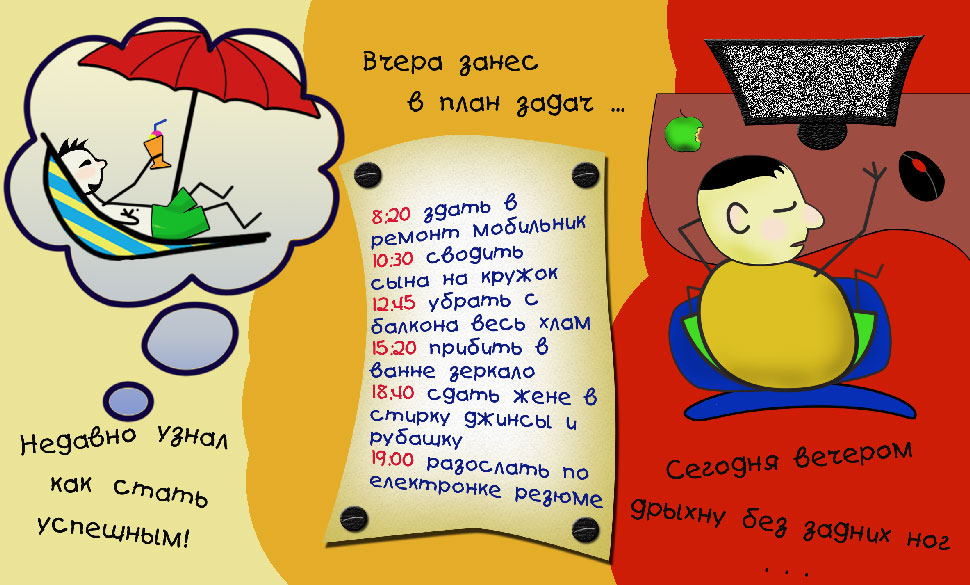 Недавно узнал
как стать
успещным!
Вчера занес
в план задач ...
8:20 здать в
ремонт мобильник
10:30 сводить
сына на кружок
12.45 убрать с
балкона весь хлам
15:20 прибить в
ванне зеркало
18.40 сдать жене в
стирку джинсы и
рубашку
19.00 разослать по
електронке резюме
Сегодня вечером
дрыхну без задних ног
. . .